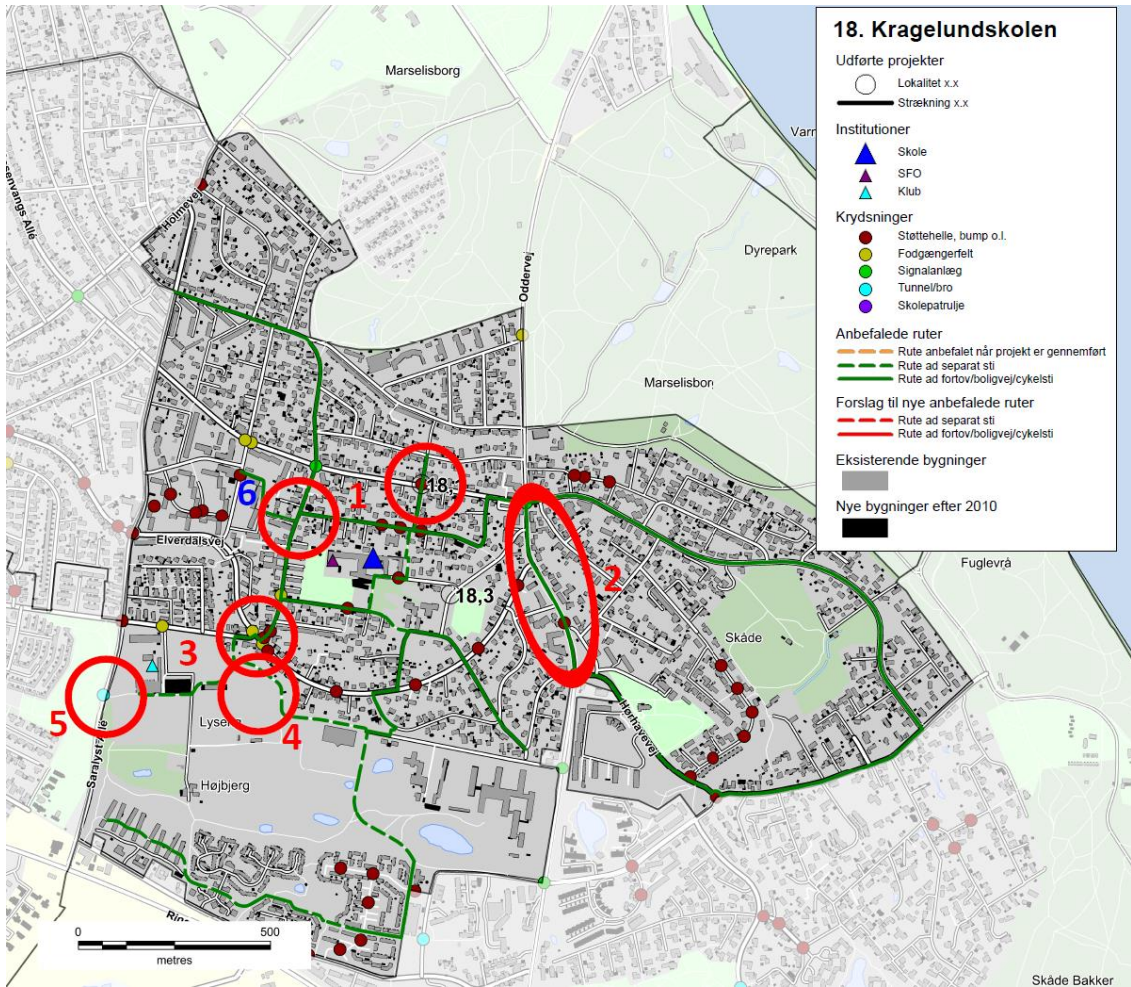 18. Kragelundskolen
Udførte projekter
Lokalitet x.x
Strækning x.x
Institutioner
Skole
SFO
Klub
Krydsninger
Støttehelle, bump o.l.
Fodgængerfelt
Signalanlæg
Tunnel/bro
Skolepatrulje
Anbefalede ruter
Rute anbefalet når projekt er gennemført
Rute ad separat sti
Rute ad fortov/boligvej/cykelsti
Forslag til nye anbefalede ruter
Rute ad separat sti
Rute ad fortov/boligvej/cykelsti
Eksisterende bygninger
Nye bygninger efter 2010
Marselisborg
Varn
senvangs Allé
Holmevej
Oddervej
Dyrepark
Marselisborg
18,
1
6
Elverdalsvej
Fuglevrå
2
18,3
Skåde
3
5
4
Hørhavevej
Saralyst Allé
Højbjerg
Ring
0
500
metres
Skåde Bakker